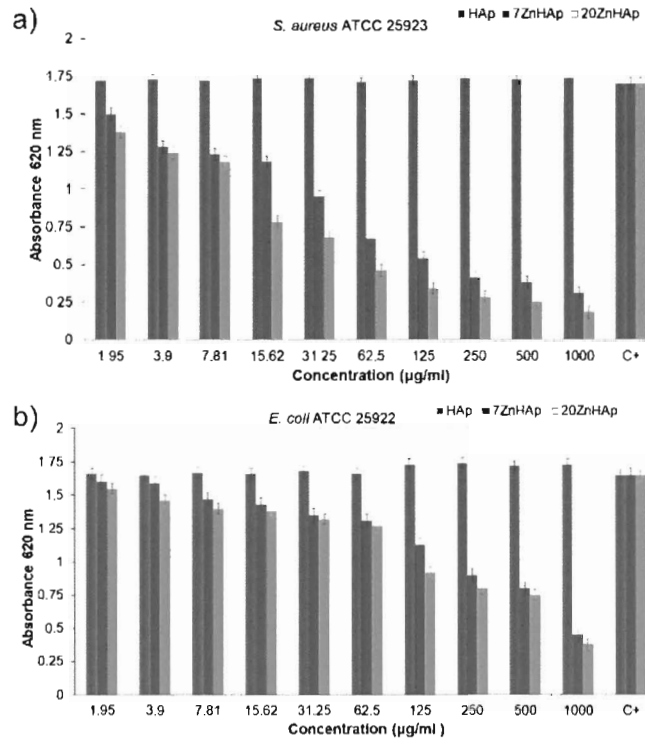 a)
S. aureus ATCC 25923
HAp 7ZnHAp 20ZnHAp
2
1.75
1.5
1.25
1
0.75
0.5
0.25
0
Absorbance 620 nm
1.95 3.9 7.81 15.62 31.25 62.5 125 250 500 1000 C+
Concentration (µg/ml)
b)
E. coli ATCC 25922
HAp 7ZnHAp 20ZnHAp
2
1.75
1.5
1.25
1
0.75
0.5
0.25
0
Absorbance 620 nm
1.95 3.9 7.81 15.62 31.25 62.5 125 250 500 1000 C+
Concentration (µg/ml )